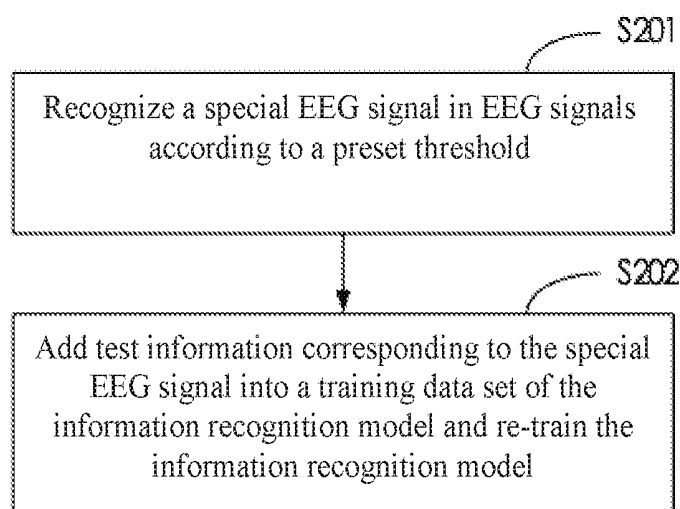 S201
Recognize a special EEG signal in EEG signals
according to a preset threshold
S202
Add test information corresponding to the special
EEG signal into a training data set of the
information recognition model and re-train the
information recognition model